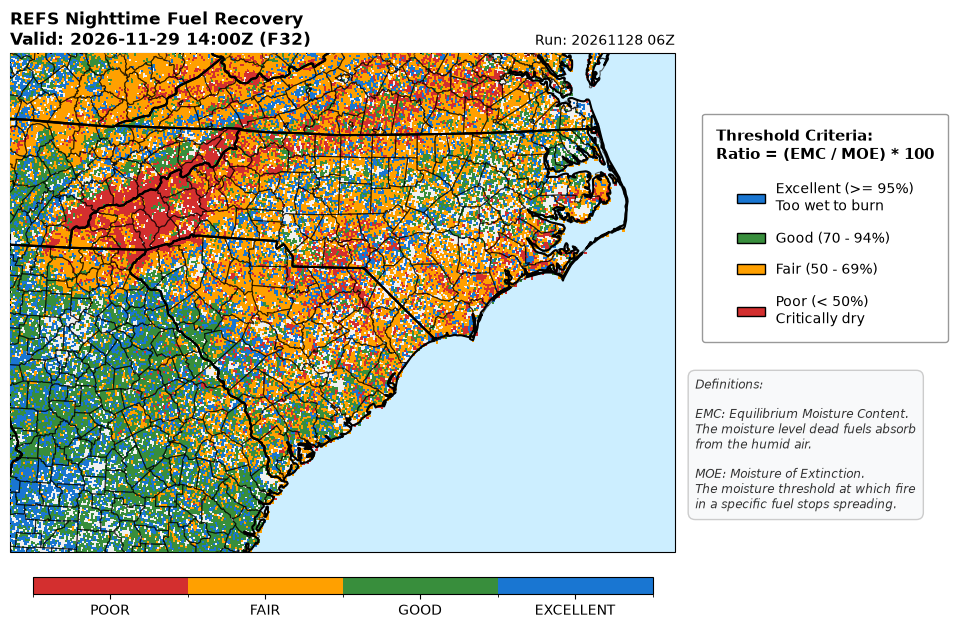 REFS Nighttime Fuel Recovery
Valid: 2026-11-29 14:00Z (F32)
Run: 20261128 06Z
Threshold Criteria:
Ratio = (EMC / MOE) * 100
Excellent (>= 95%)
Too wet to burn
Good (70 - 94%)
Fair (50 - 69%)
Poor (< 50%)
Critically dry
Definitions:
EMC: Equilibrium Moisture Content.
The moisture level dead fuels absorb
from the humid air.
MOE: Moisture of Extinction.
The moisture threshold at which fire
in a specific fuel stops spreading.
POOR
FAIR
GOOD
EXCELLENT